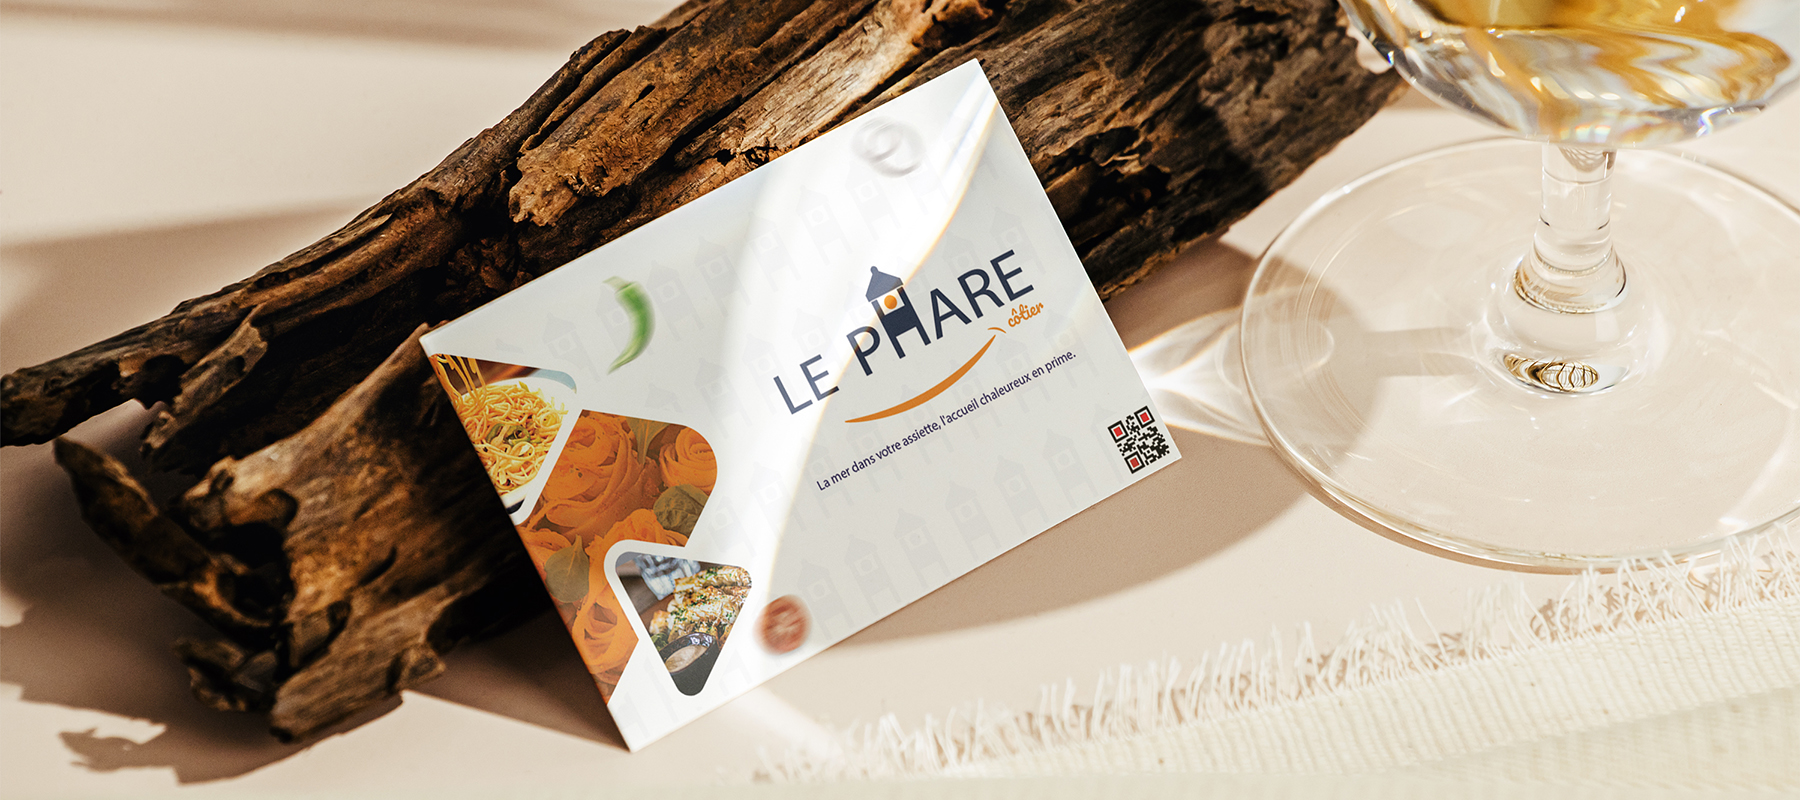 LE PHARE
côtier
La mer dans votre assiette, l'accueil chaleureux en prime.